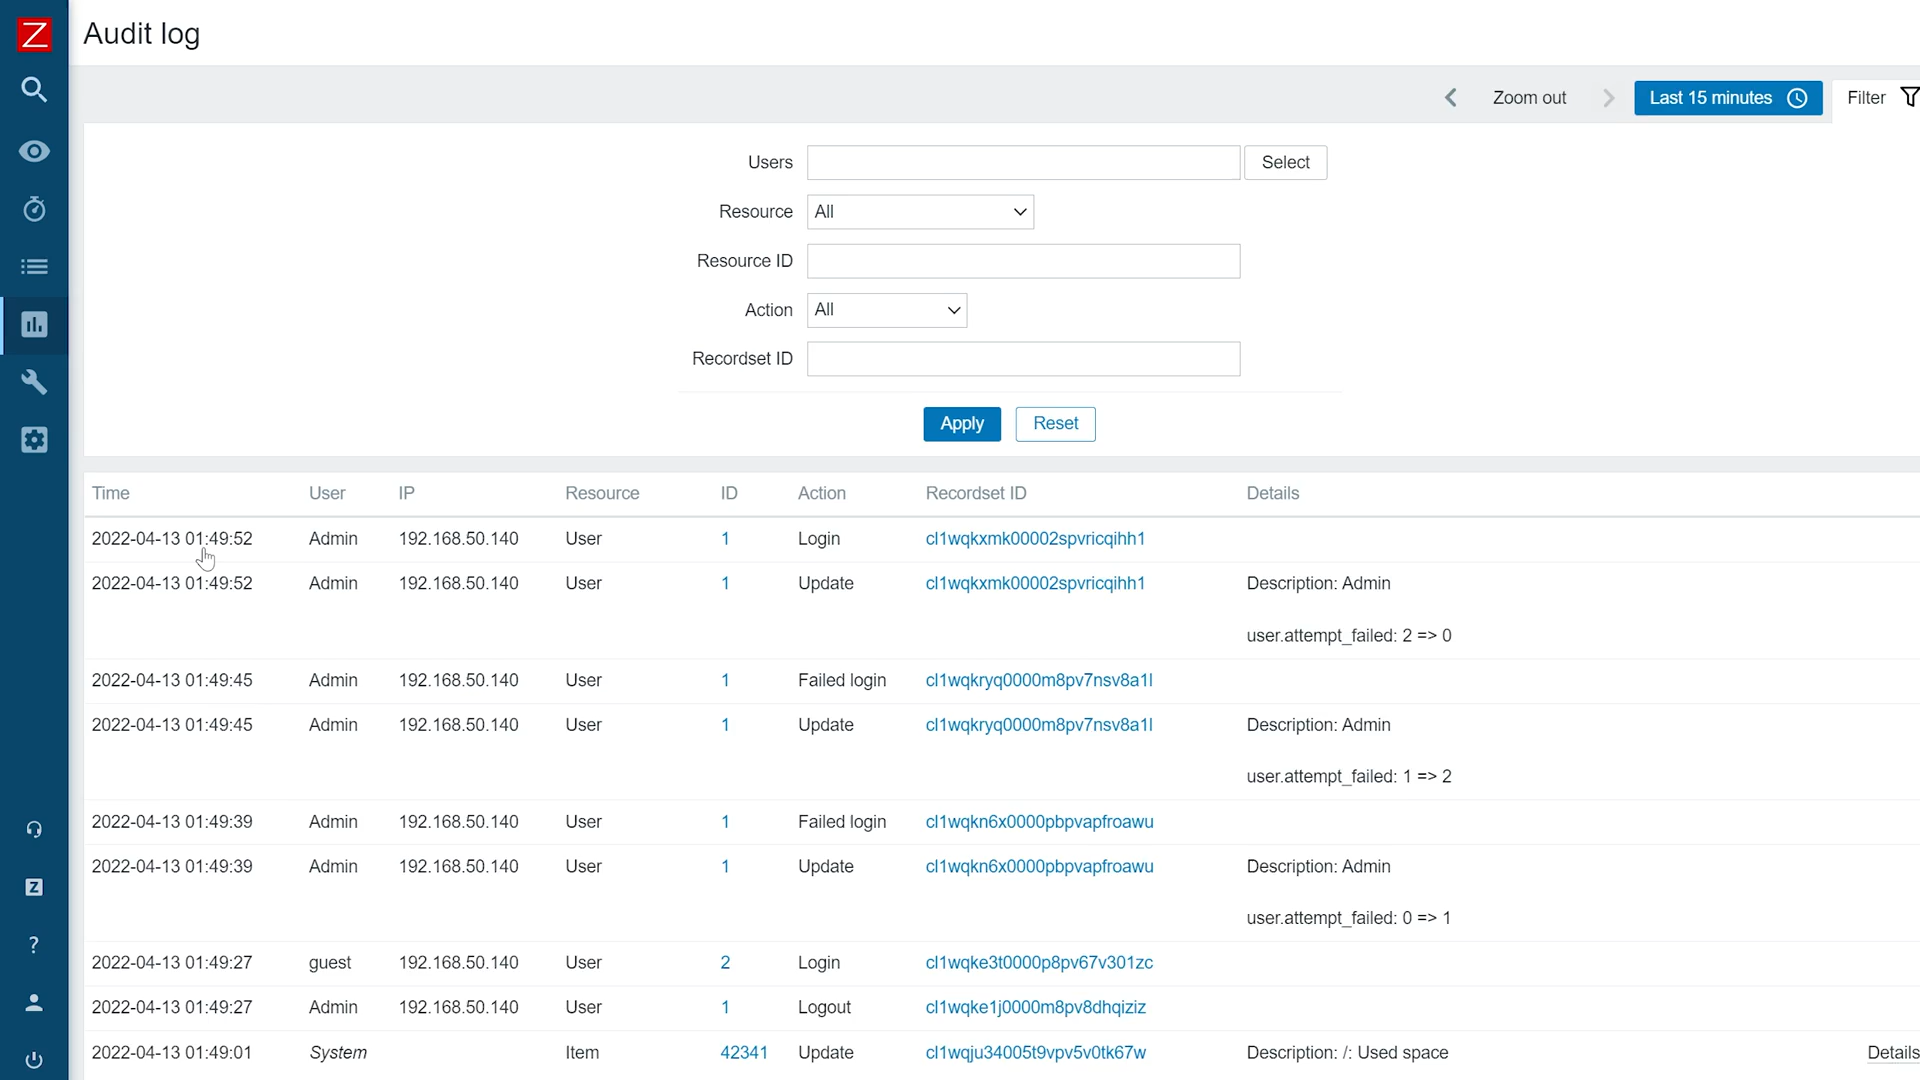 Z Audit log
Zoom out Last 15 minutes Filter
Users Select
Resource All
Resource ID
Action All
Recordset ID
Apply Reset
Time User IP Resource ID Action Recordset ID Details
2022-04-13 01:49:52 Admin 192.168.50.140 User 1 Login cl1wqkxmk00002spvricqihh1
2022-04-13 01:49:52 Admin 192.168.50.140 User 1 Update cl1wqkxmk00002spvricqihh1 Description: Admin
user.attempt_failed: 2 => 0
2022-04-13 01:49:45 Admin 192.168.50.140 User 1 Failed login cl1wqkryq0000m8pv7nsv8a1l
2022-04-13 01:49:45 Admin 192.168.50.140 User 1 Update cl1wqkryq0000m8pv7nsv8a1l Description: Admin
user.attempt_failed: 1 => 2
2022-04-13 01:49:39 Admin 192.168.50.140 User 1 Failed login cl1wqkn6x0000pbpvapfroawu
2022-04-13 01:49:39 Admin 192.168.50.140 User 1 Update cl1wqkn6x0000pbpvapfroawu Description: Admin
user.attempt_failed: 0 => 1
2022-04-13 01:49:27 guest 192.168.50.140 User 2 Login cl1wqke3t0000p8pv67v301zc
2022-04-13 01:49:27 Admin 192.168.50.140 User 1 Logout cl1wqke1j0000m8pv8dhqiziz
2022-04-13 01:49:01 System Item 42341 Update cl1wqju34005t9vpv5v0tk67w Description: /: Used space Details